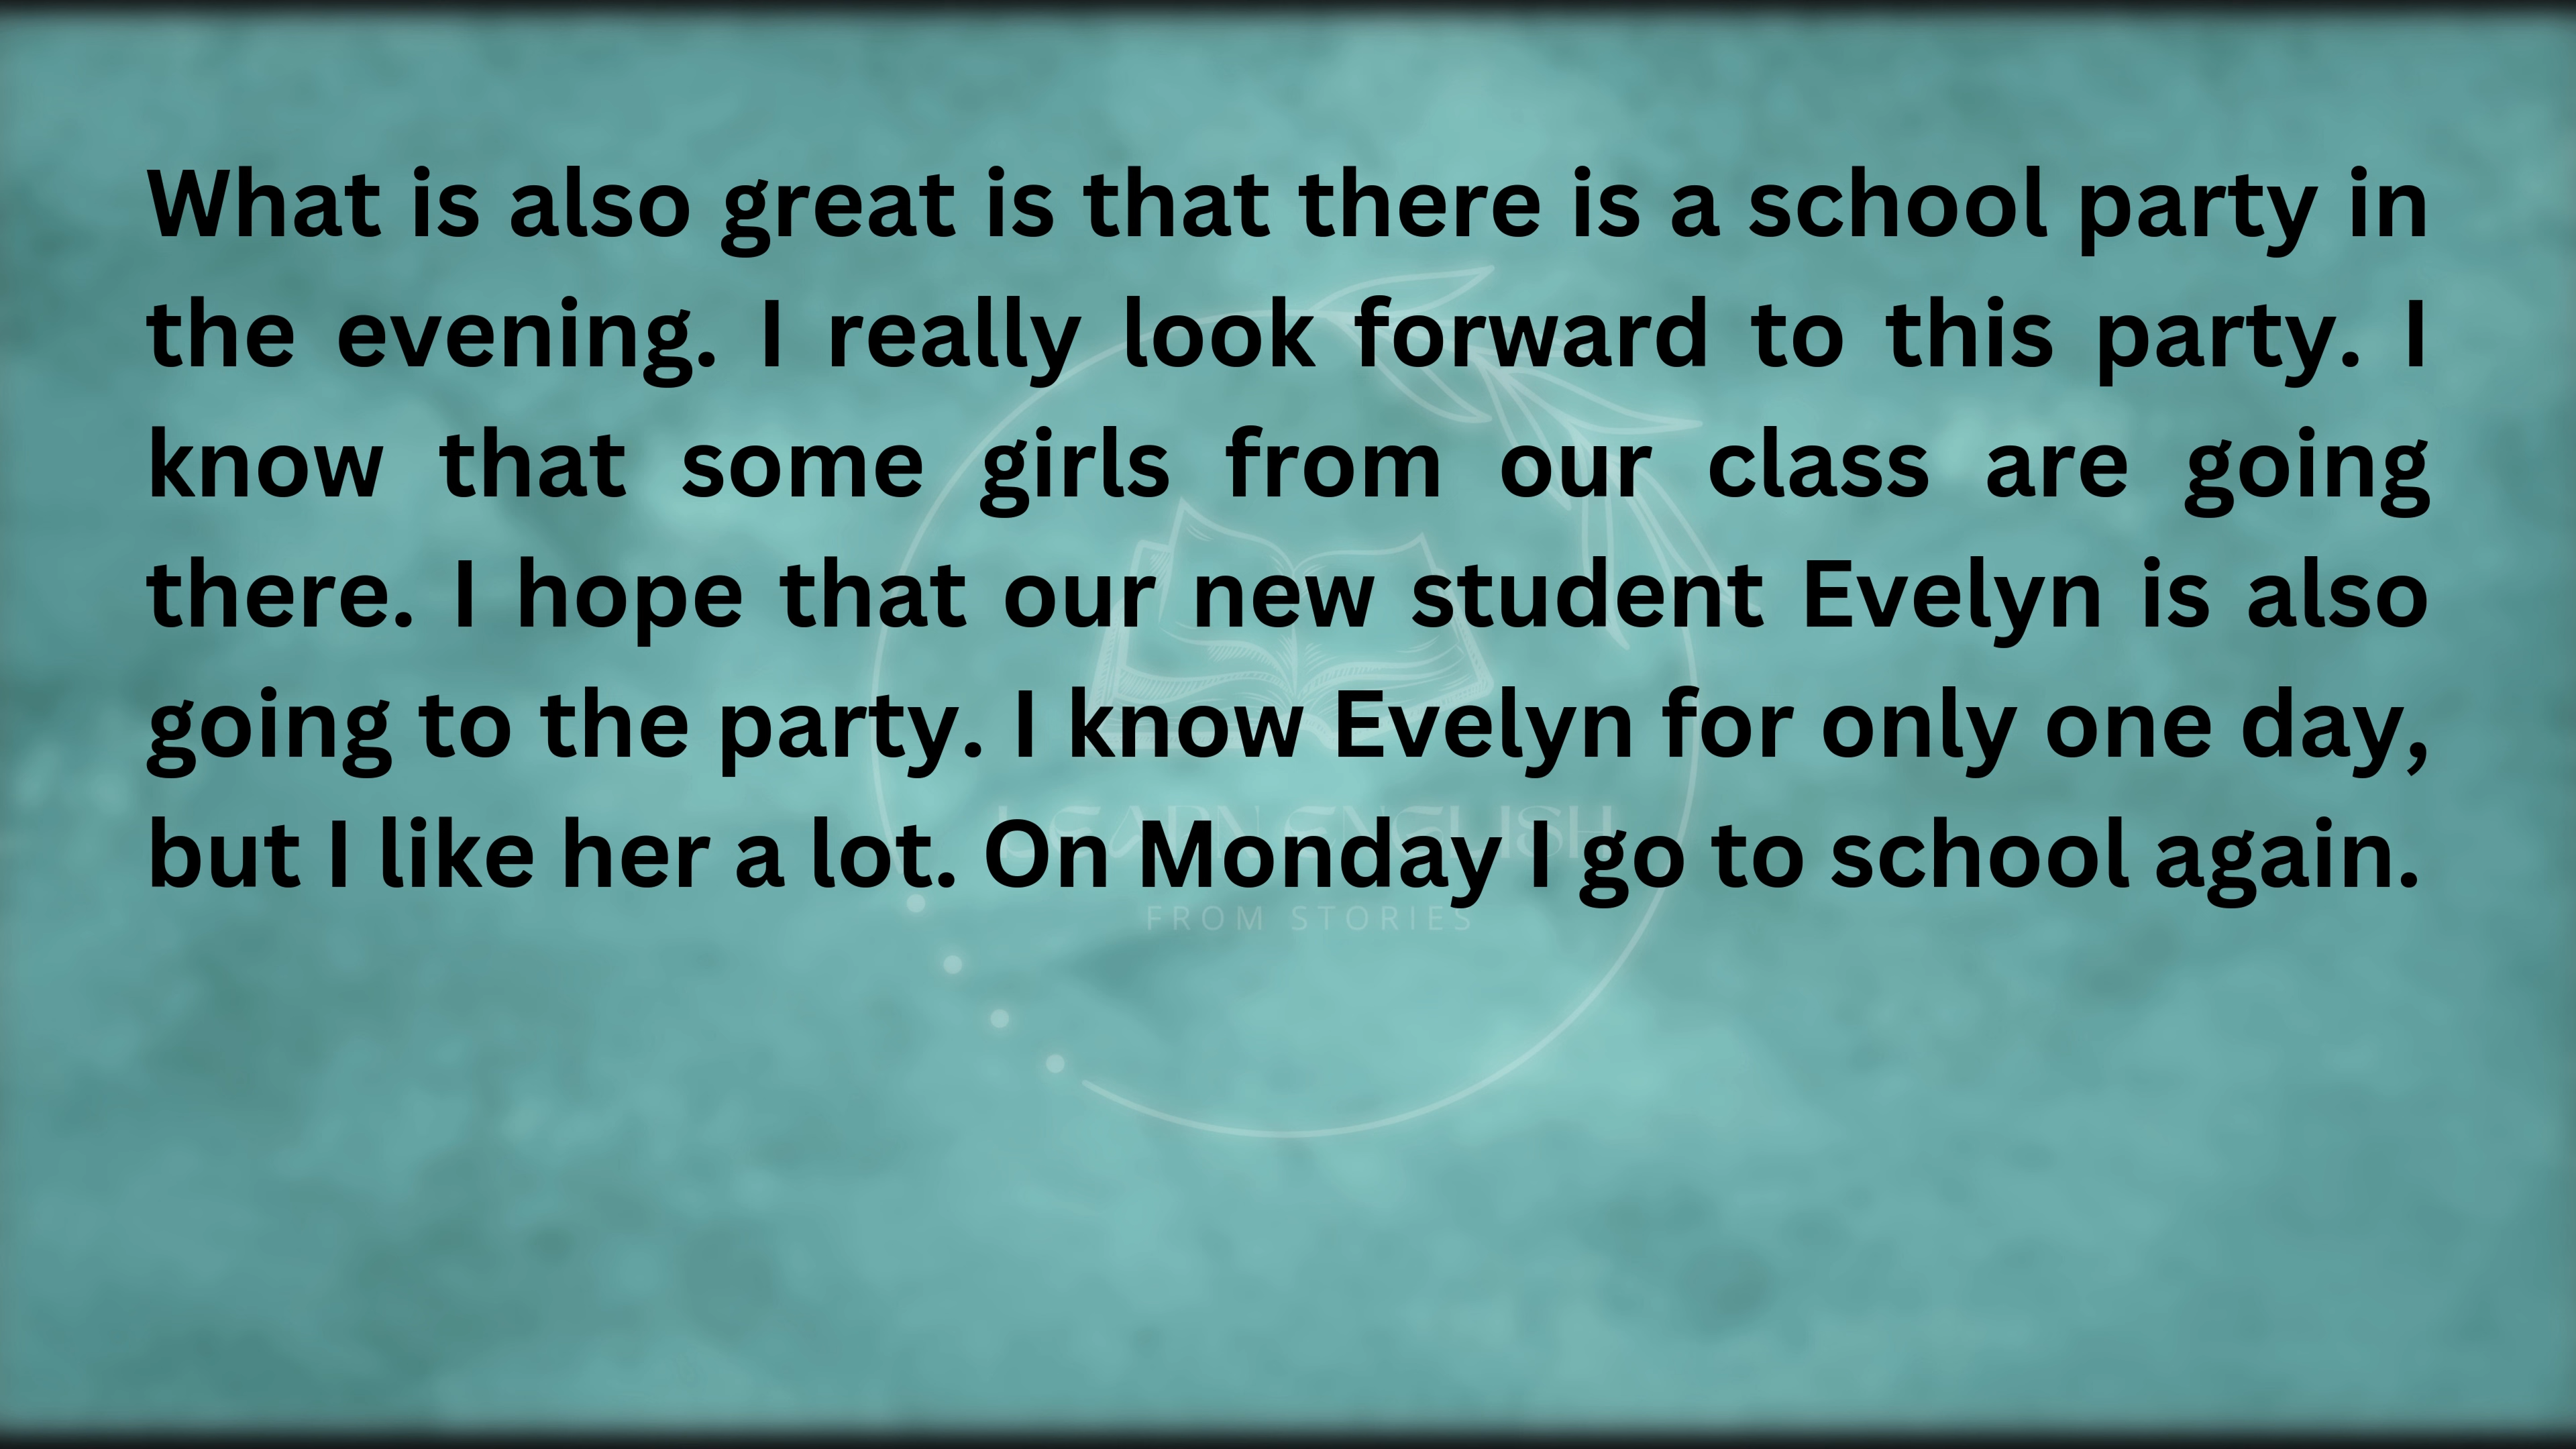 What is also great is that there is a school party in
the evening. I really look forward to this party. I
know that some girls from our class are going
there. I hope that our new student Evelyn is also
going to the party. I know Evelyn for only one day,
but I like her a lot. On Monday I go to school again.
LEARN ENGLISH
FROM STORIES